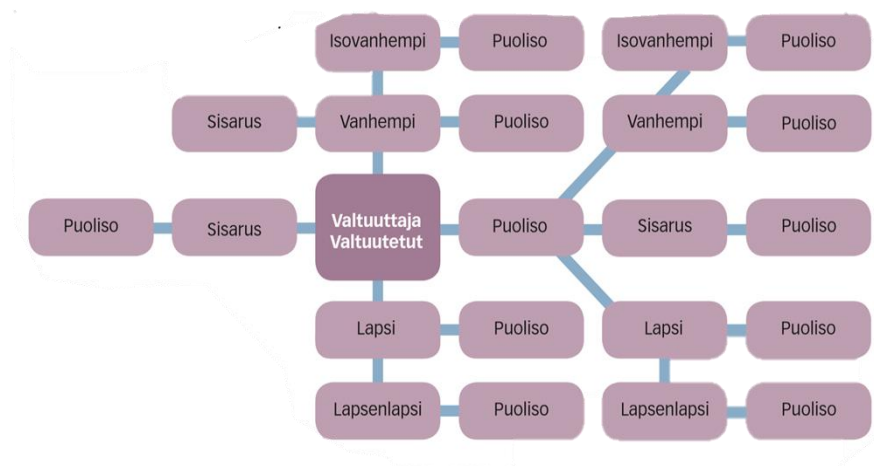 Isovanhempi Puoliso Isovanhempi Puoliso
Sisarus Vanhempi Puoliso Vanhempi Puoliso
Puoliso Sisarus Valtuuttaja
Valtuutetut Puoliso Sisarus Puoliso
Lapsi Puoliso Lapsi Puoliso
Lapsenlapsi Puoliso Lapsenlapsi Puoliso